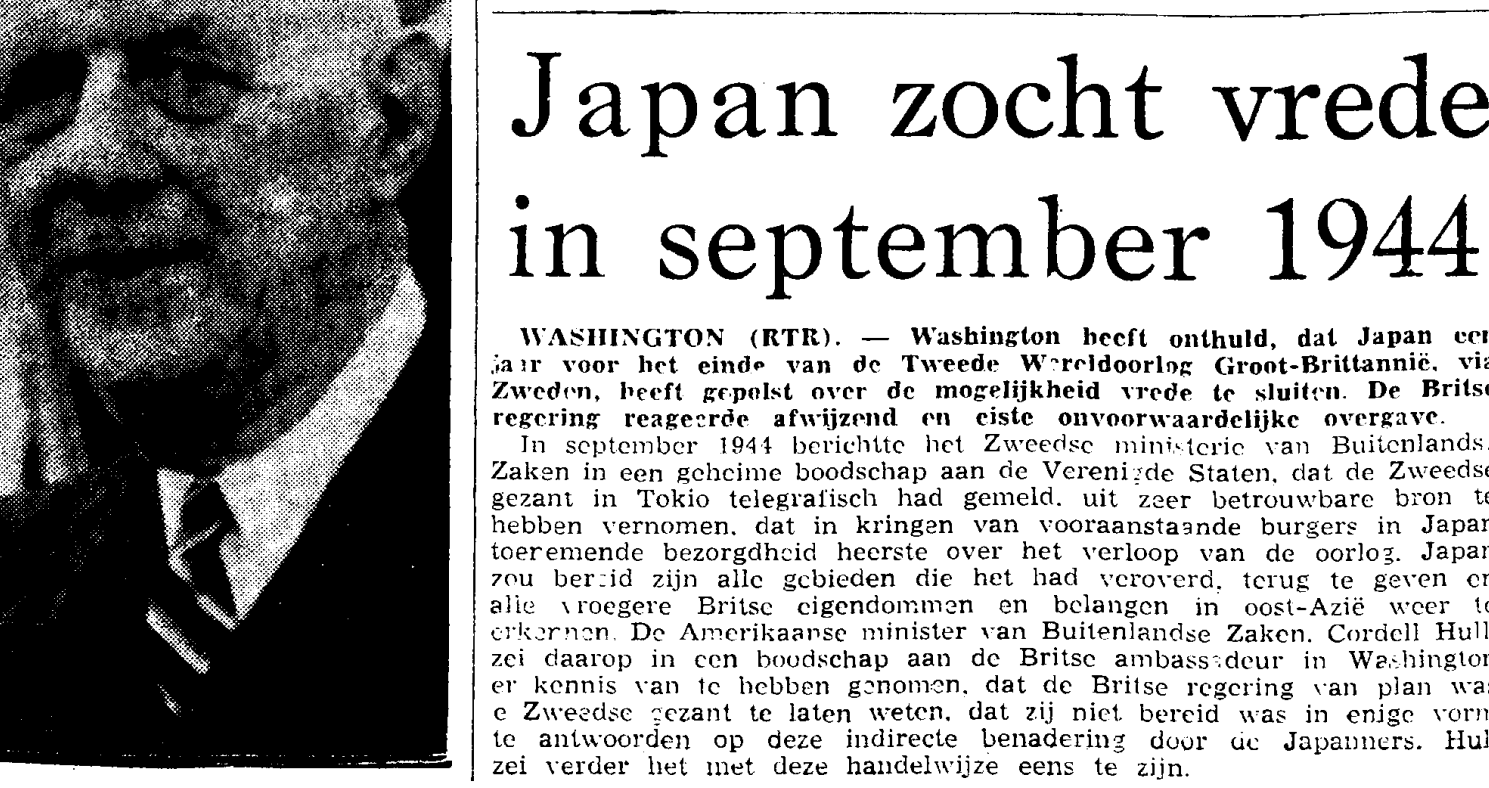 Japan zocht vrede
in september 1944
WASHINGTON (RTR). — Washington heeft onthuld, dat Japan een
jaar voor het einde van de Tweede Wereldoorlog Groot-Brittannië, via
Zweden, heeft gepolst over de mogelijkheid vrede te sluiten. De Britse
regering reageerde afwijzend en eiste onvoorwaardelijke overgave.
In september 1944 berichtte het Zweedse ministerie van Buitenlands.
Zaken in een geheime boodschap aan de Verenigde Staten, dat de Zweedse
gezant in Tokio telegrafisch had gemeld, uit zeer betrouwbare bron te
hebben vernomen, dat in kringen van vooraanstaande burgers in Japan
toeremende bezorgdheid heerste over het verloop van de oorlog. Japan
zou bereid zijn alle gebieden die het had veroverd, terug te geven en
alle vroegere Britse eigendommen en belangen in oost-Azië weer te
erkennen. De Amerikaanse minister van Buitenlandse Zaken, Cordell Hull
zei daarop in een boodschap aan de Britse ambassadeur in Washington
er kennis van te hebben genomen, dat de Britse regering van plan was
e Zweedse gezant te laten weten, dat zij niet bereid was in enige vorm
te antwoorden op deze indirecte benadering door de Japanners. Hull
zei verder het met deze handelwijze eens te zijn.